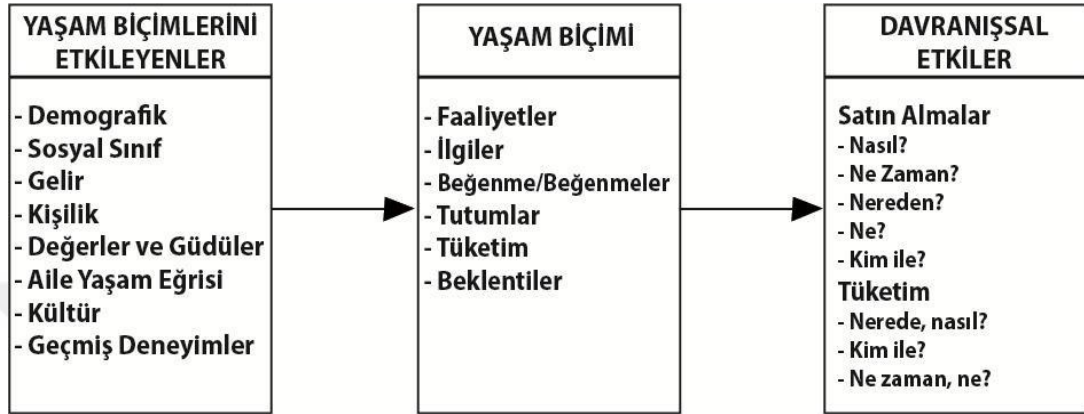 YAŞAM BİÇİMLERİNİ
ETKİLEYENLER
- Demografik
- Sosyal Sınıf
- Gelir
- Kişilik
- Değerler ve Güdüler
- Aile Yaşam Eğrisi
- Kültür
- Geçmiş Deneyimler
YAŞAM BİÇİMİ
- Faaliyetler
- İlgiler
- Beğenme/Beğenmeler
- Tutumlar
- Tüketim
- Beklentiler
DAVRANIŞSAL
ETKİLER
Satın Almalar
- Nasıl?
- Ne Zaman?
- Nereden?
- Ne?
- Kim ile?
Tüketim
- Nerede, nasıl?
- Kim ile?
- Ne zaman, ne?